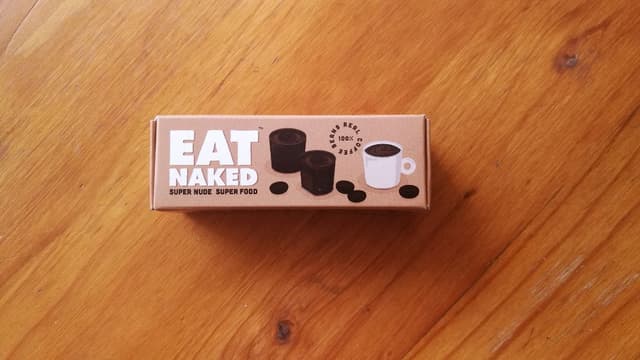 EAT
NAKED
SUPER NUDE SUPER FOOD
100%
REAL COFFEE BEANS